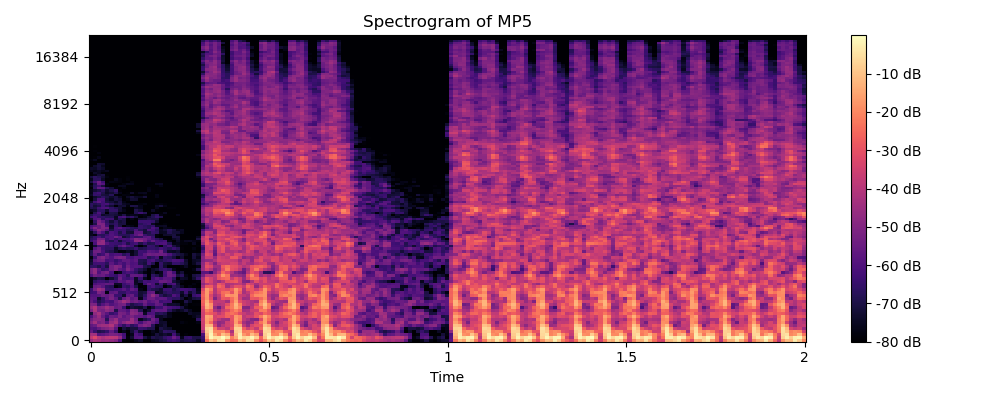 Spectrogram of MP5
Hz
16384
8192
4096
2048
1024
512
0
0 0.5 1 1.5 2
Time
-10 dB
-20 dB
-30 dB
-40 dB
-50 dB
-60 dB
-70 dB
-80 dB